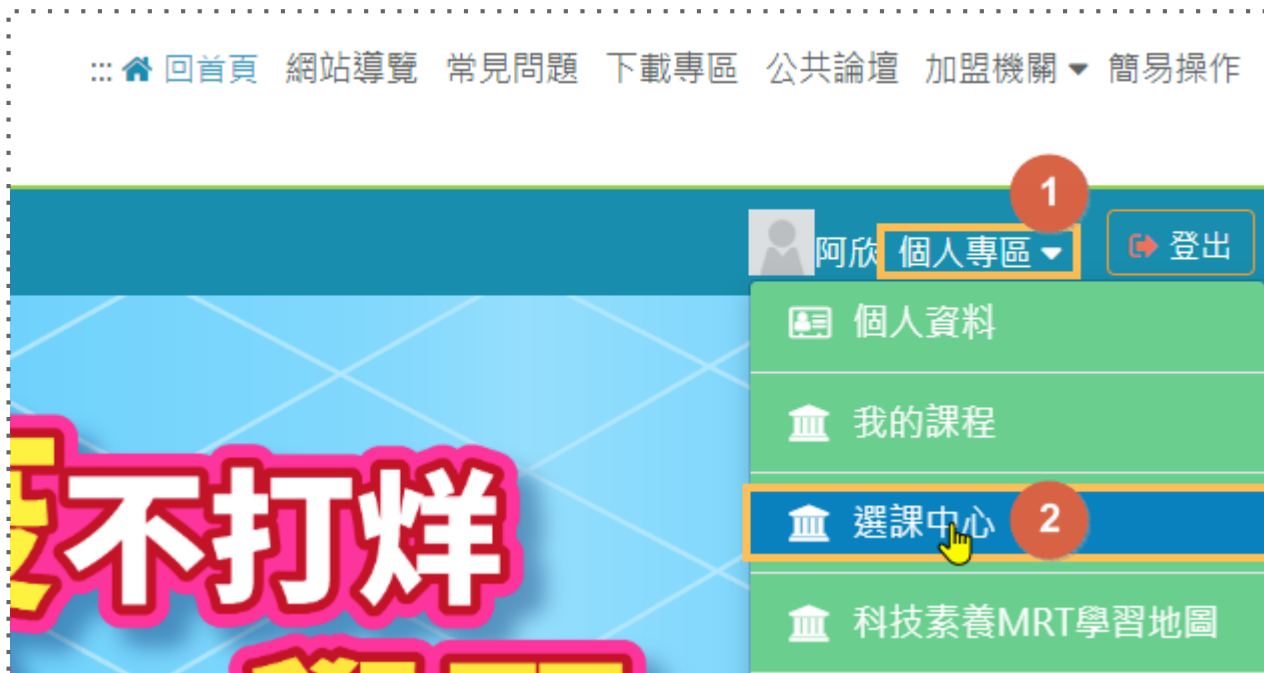 ::: 回首頁 網站導覽 常見問題 下載專區 公共論壇 加盟機關 簡易操作
1
阿欣 個人專區 登出
個人資料
我的課程
選課中心 2
科技素養MRT學習地圖
不打烊